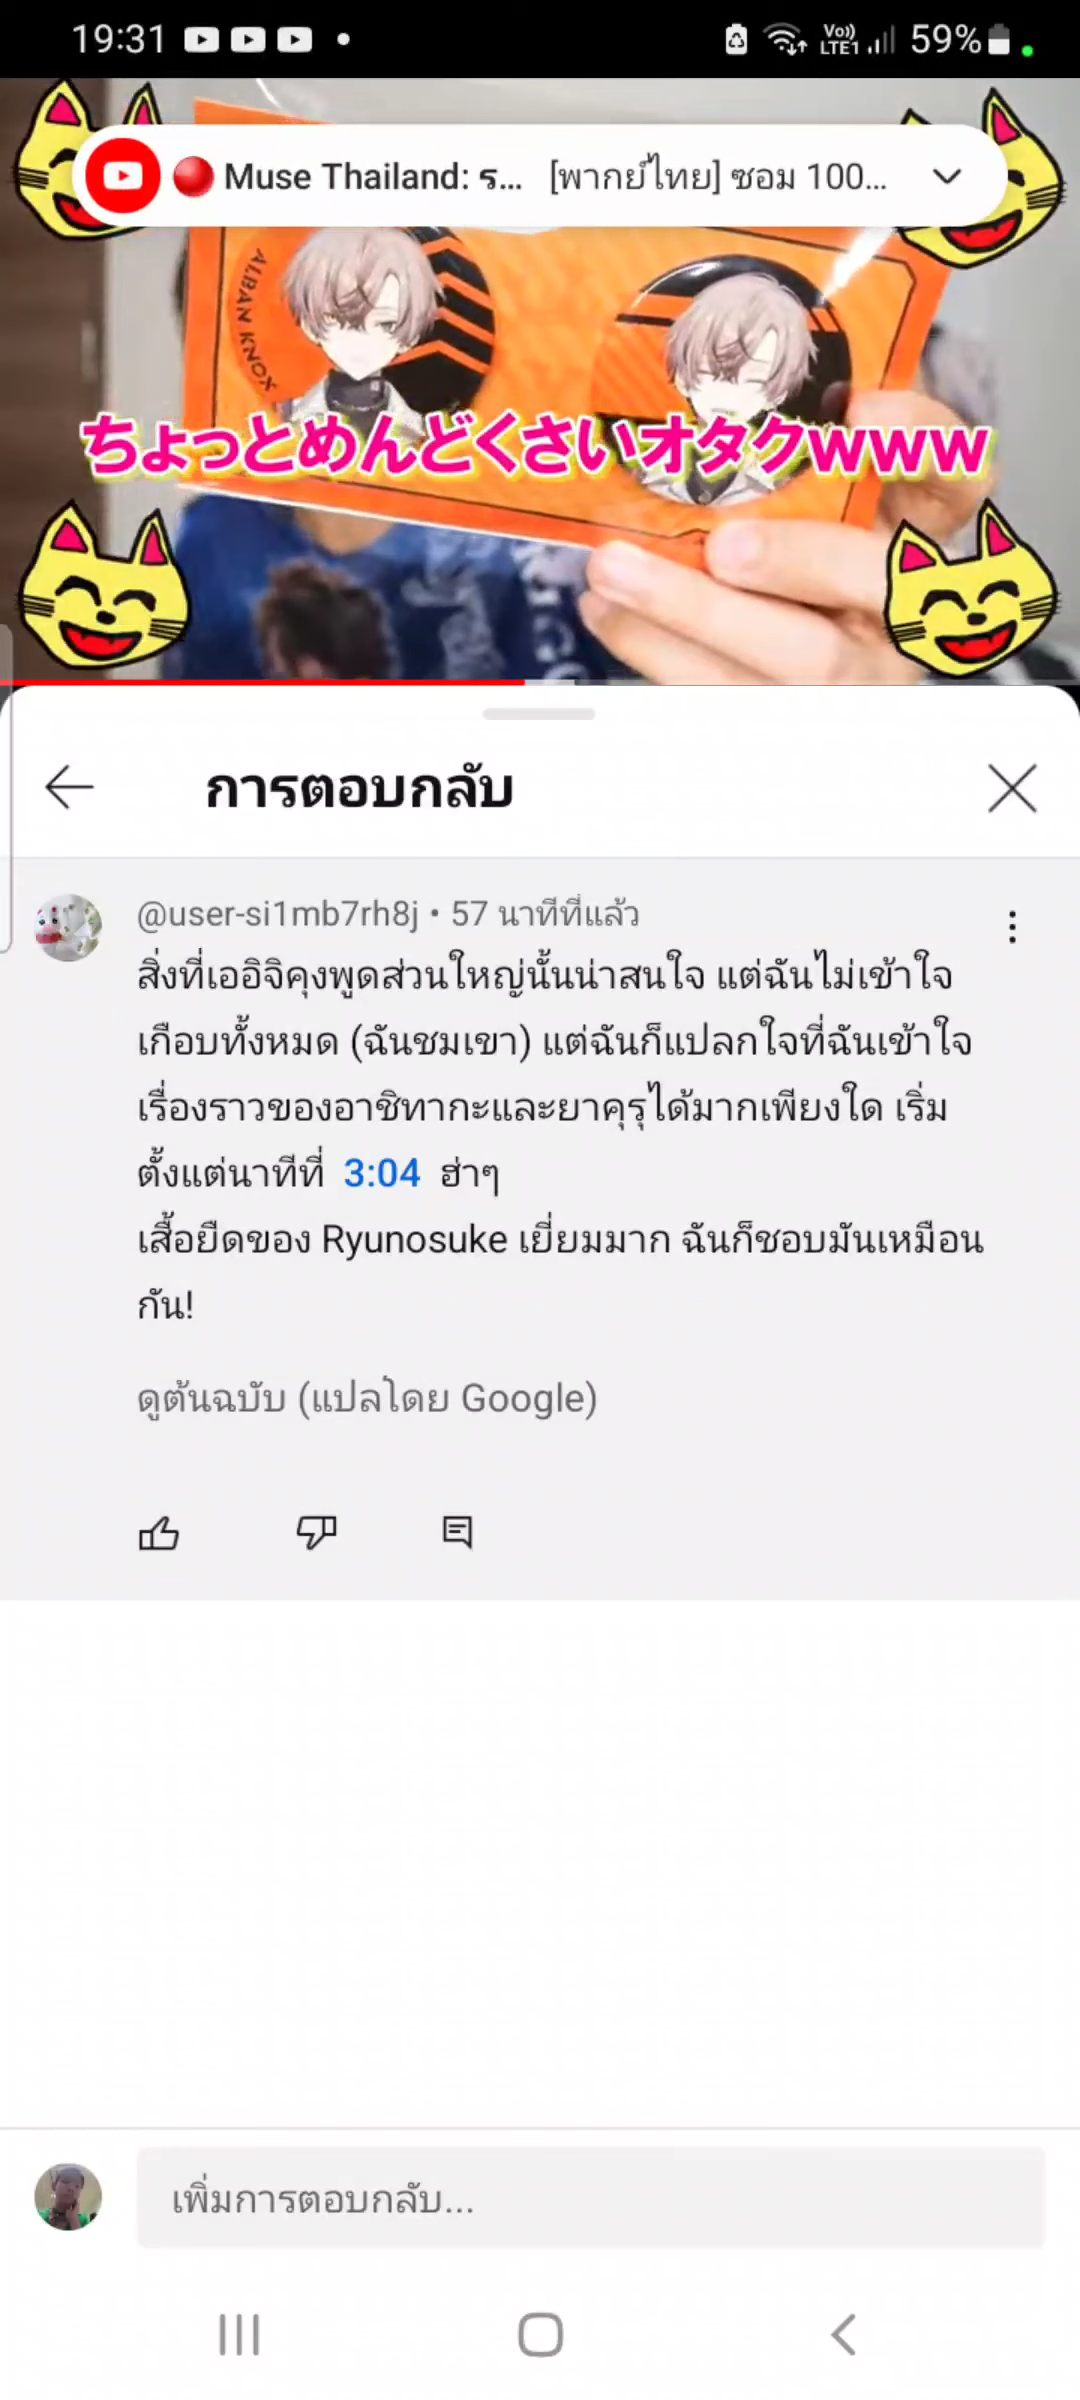 19:31
Vo))
LTE1
59%
Muse Thailand: ร... [พากย์ไทย] ซอม 100...
ALBAN KNOX
ちょっとめんどくさいオタクwww
การตอบกลับ
@user-si1mb7rh8j • 57 นาทีที่แล้ว
สิ่งที่เออิจิคุงพูดส่วนใหญ่นั้นน่าสนใจ แต่ฉันไม่เข้าใจ
เกือบทั้งหมด (ฉันชมเขา) แต่ฉันก็แปลกใจที่ฉันเข้าใจ
เรื่องราวของอาชิทากะและยาคุรุได้มากเพียงใด เริ่ม
ตั้งแต่นาทีที่ 3:04 ฮ่าๆ
เสื้อยืดของ Ryunosuke เยี่ยมมาก ฉันก็ชอบมันเหมือน
กัน!
ดูต้นฉบับ (แปลโดย Google)
เพิ่มการตอบกลับ...